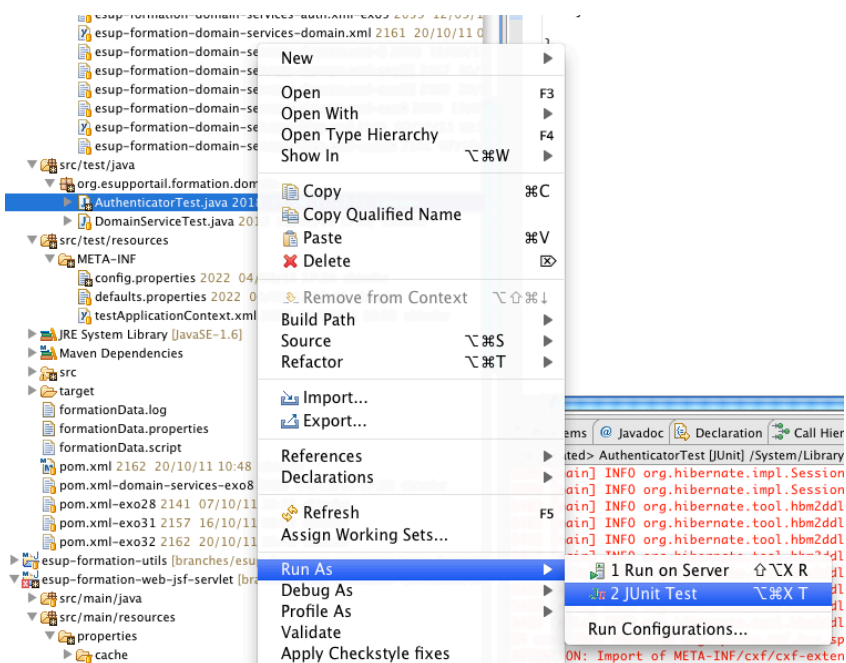 esup-formation-domain-services-auth.xml-exo5 2099 12/09/1
esup-formation-domain-services-domain.xml 2161 20/10/11 0
esup-formation-domain-se
esup-formation-domain-se
esup-formation-domain-se
esup-formation-domain-se
esup-formation-domain-se
esup-formation-domain-se
src/test/java
org.esupportail.formation.dom
AuthenticatorTest.java 2018
DomainServiceTest.java 201
src/test/resources
META-INF
config.properties 2022 04/
defaults.properties 2022 0
testApplicationContext.xml
JRE System Library [JavaSE-1.6]
Maven Dependencies
src
target
formationData.log
formationData.properties
formationData.script
pom.xml 2162 20/10/11 10:48
pom.xml-domain-services-exo8
pom.xml-exo28 2141 07/10/11
pom.xml-exo31 2157 16/10/11
pom.xml-exo32 2162 20/10/11
esup-formation-utils [branches/esu
esup-formation-web-jsf-servlet [bra
src/main/java
src/main/resources
properties
cache
}
New
Open F3
Open With
Open Type Hierarchy F4
Show In ⌥⌘W
Copy ⌘C
Copy Qualified Name
Paste ⌘V
Delete ⌦
Remove from Context ⌥⇧⌘↓
Build Path
Source ⌥⌘S
Refactor ⌥⌘T
Import...
Export...
References
Declarations
Refresh F5
Assign Working Sets...
Run As
Debug As
Profile As
Validate
Apply Checkstyle fixes
ems @ Javadoc Declaration Call Hier
ated> AuthenticatorTest [JUnit] /System/Library
ain] INFO org.hibernate.impl.Session
ain] INFO org.hibernate.impl.Session
ain] INFO org.hibernate.tool.hbm2ddl
ain] INFO org.hibernate.tool.hbm2ddl
1 Run on Server ⇧⌥X R
2 JUnit Test ⌥⌘X T
Run Configurations...
ON: Import of META-INF/cxf/cxf-exten